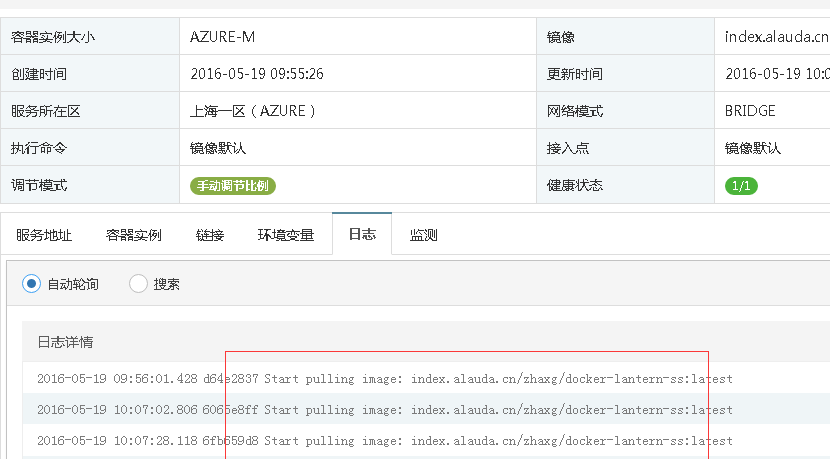 容器实例大小 AZURE-M 镜像 index.alauda.cn
创建时间 2016-05-19 09:55:26 更新时间 2016-05-19 10:0
服务所在区 上海一区（AZURE） 网络模式 BRIDGE
执行命令 镜像默认 接入点 镜像默认
调节模式 手动调节比例 健康状态 1/1
服务地址 容器实例 链接 环境变量 日志 监测
自动轮询 搜索
日志详情
2016-05-19 09:56:01.428 d64e2837 Start pulling image: index.alauda.cn/zhaxg/docker-lantern-ss:latest
2016-05-19 10:07:02.806 6065e8ff Start pulling image: index.alauda.cn/zhaxg/docker-lantern-ss:latest
2016-05-19 10:07:28.118 6fb659d8 Start pulling image: index.alauda.cn/zhaxg/docker-lantern-ss:latest